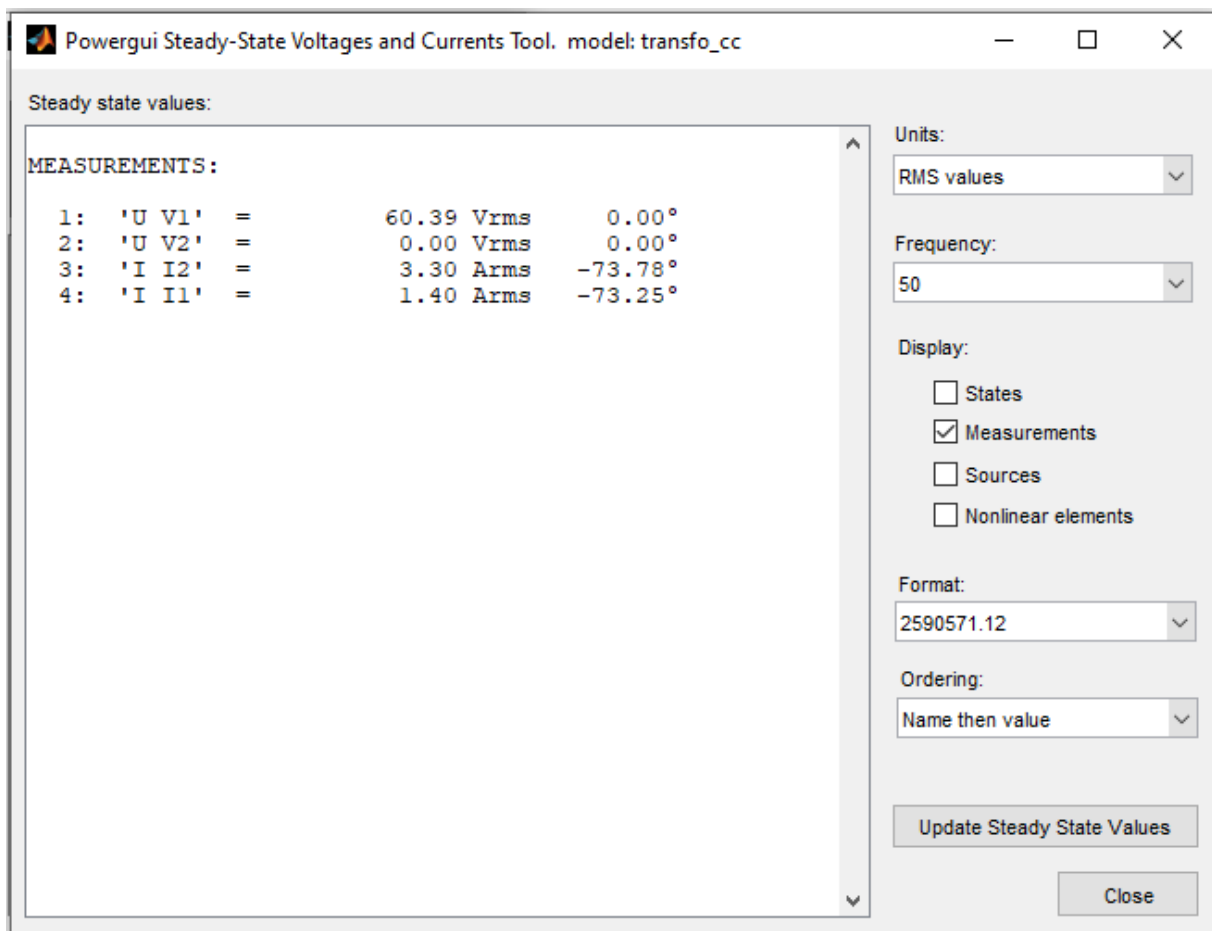 Powergui Steady-State Voltages and Currents Tool. model: transfo_cc
Steady state values:
MEASUREMENTS:
1: 'U V1' = 60.39 Vrms 0.00°
2: 'U V2' = 0.00 Vrms 0.00°
3: 'I I2' = 3.30 Arms -73.78°
4: 'I I1' = 1.40 Arms -73.25°
Units:
RMS values
Frequency:
50
Display:
States
Measurements
Sources
Nonlinear elements
Format:
2590571.12
Ordering:
Name then value
Update Steady State Values
Close